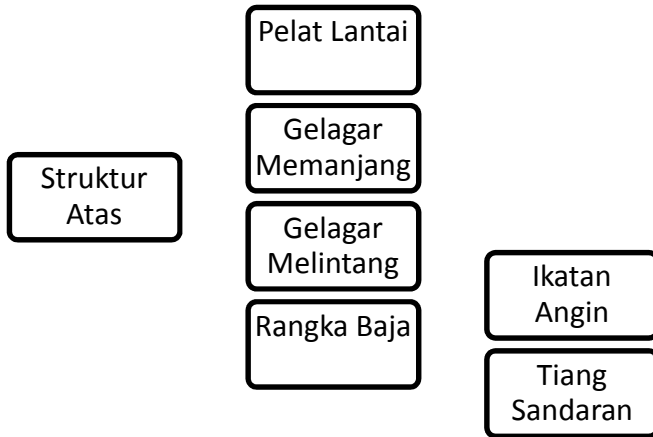 Struktur
Atas
Pelat Lantai
Gelagar
Memanjang
Gelagar
Melintang
Rangka Baja
Ikatan
Angin
Tiang
Sandaran